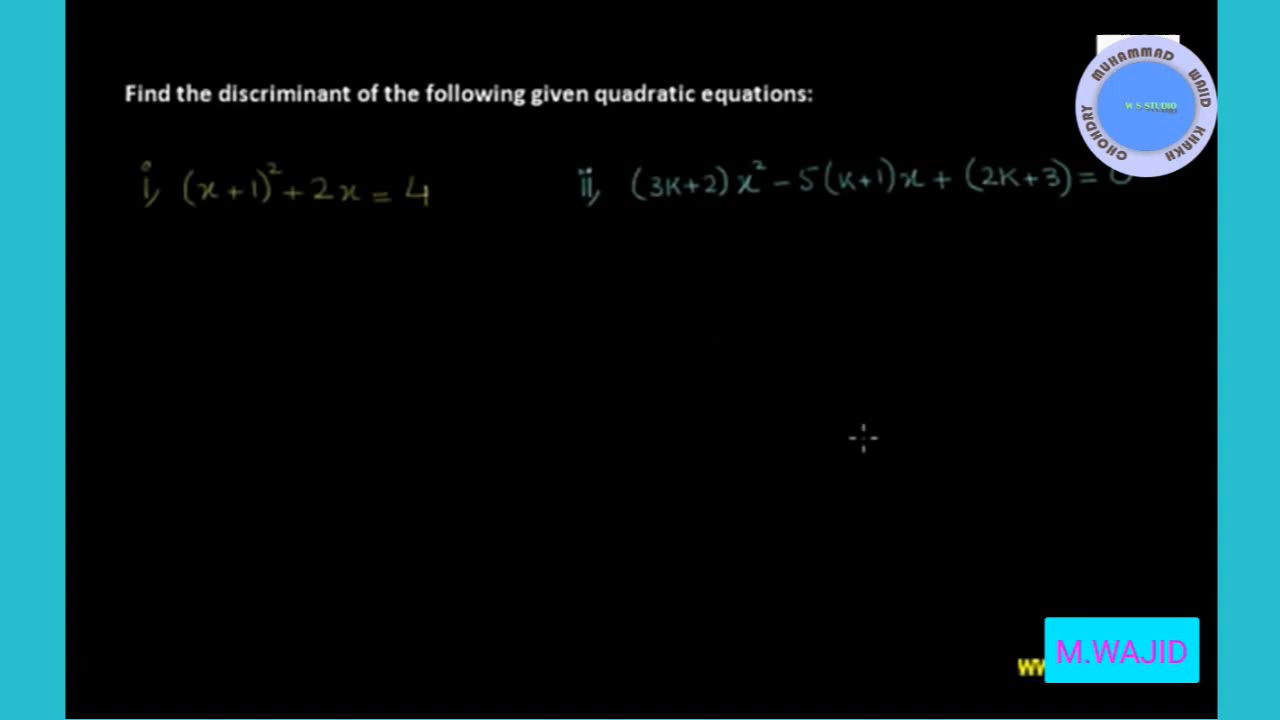 Find the discriminant of the following given quadratic equations:
i, (x+1)² + 2x = 4
ii, (3K+2)x² - 5(K+1)x + (2K+3) = 0
MUHAMMAD WAJID KHAKH CHOHDRY
W S STUDIO
M.WAJID